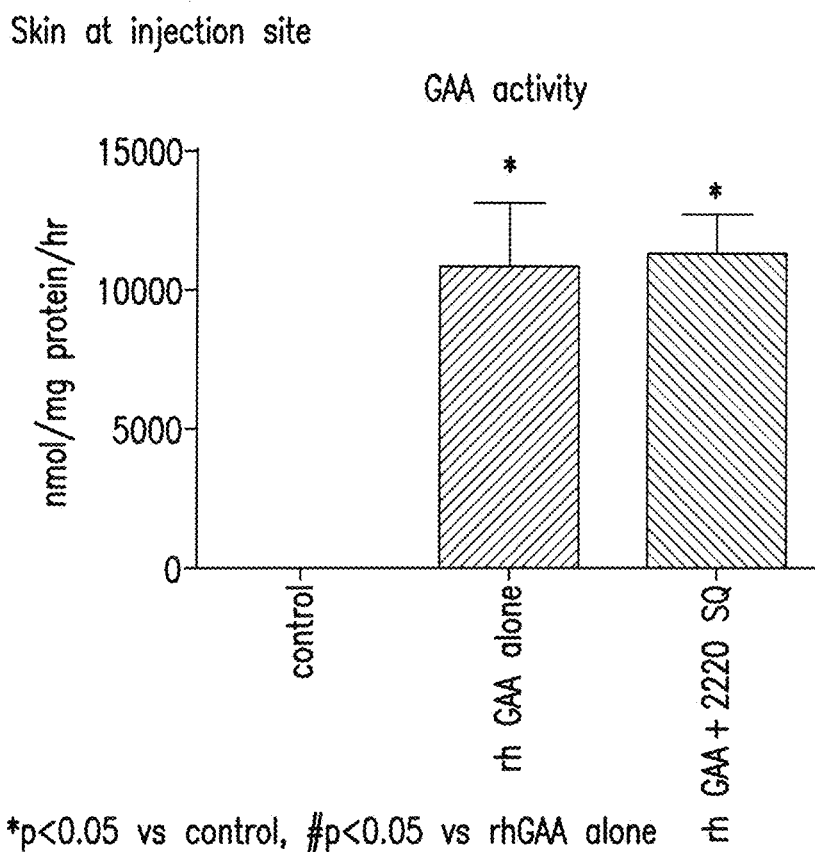 Skin at injection site
GAA activity
15000
10000
5000
0
nmol/mg protein/hr
*
*
control
rh GAA alone
rh GAA + 2220 SQ
*p<0.05 vs control, #p<0.05 vs rhGAA alone